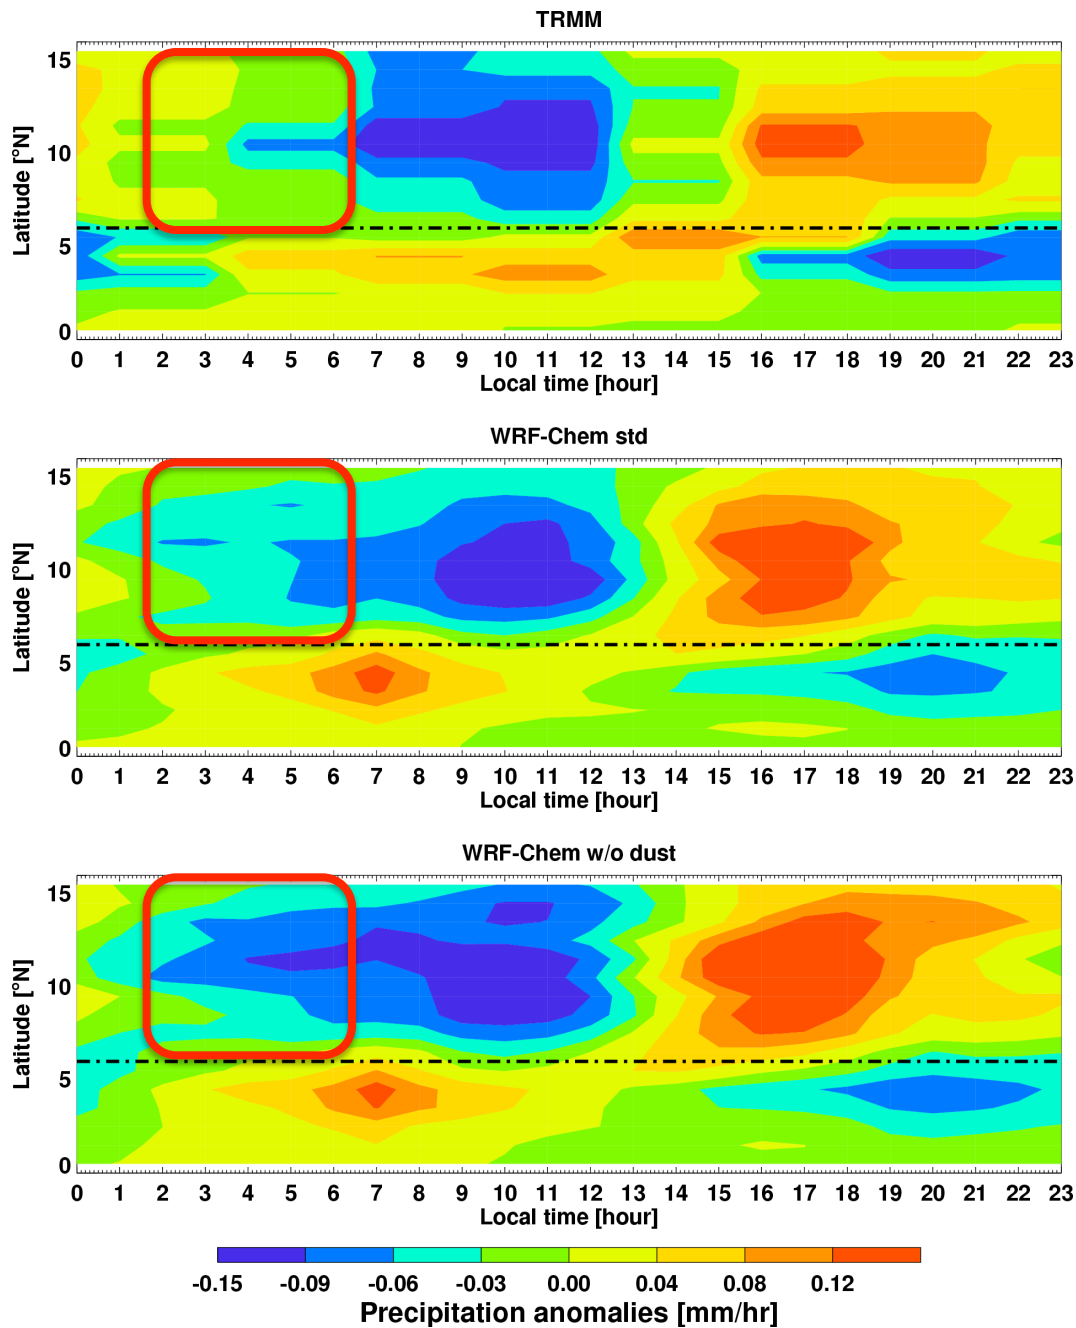 TRMM
15
10
5
0
Latitude [°N]
0 1 2 3 4 5 6 7 8 9 10 11 12 13 14 15 16 17 18 19 20 21 22 23
Local time [hour]
WRF-Chem std
15
10
5
0
Latitude [°N]
0 1 2 3 4 5 6 7 8 9 10 11 12 13 14 15 16 17 18 19 20 21 22 23
Local time [hour]
WRF-Chem w/o dust
15
10
5
0
Latitude [°N]
0 1 2 3 4 5 6 7 8 9 10 11 12 13 14 15 16 17 18 19 20 21 22 23
Local time [hour]
-0.15 -0.09 -0.06 -0.03 0.00 0.04 0.08 0.12
Precipitation anomalies [mm/hr]